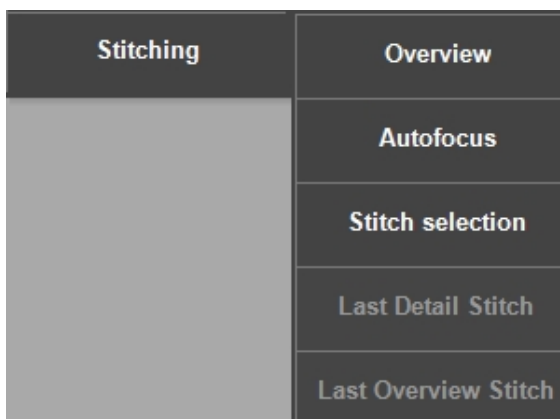 Stitching
Overview
Autofocus
Stitch selection
Last Detail Stitch
Last Overview Stitch